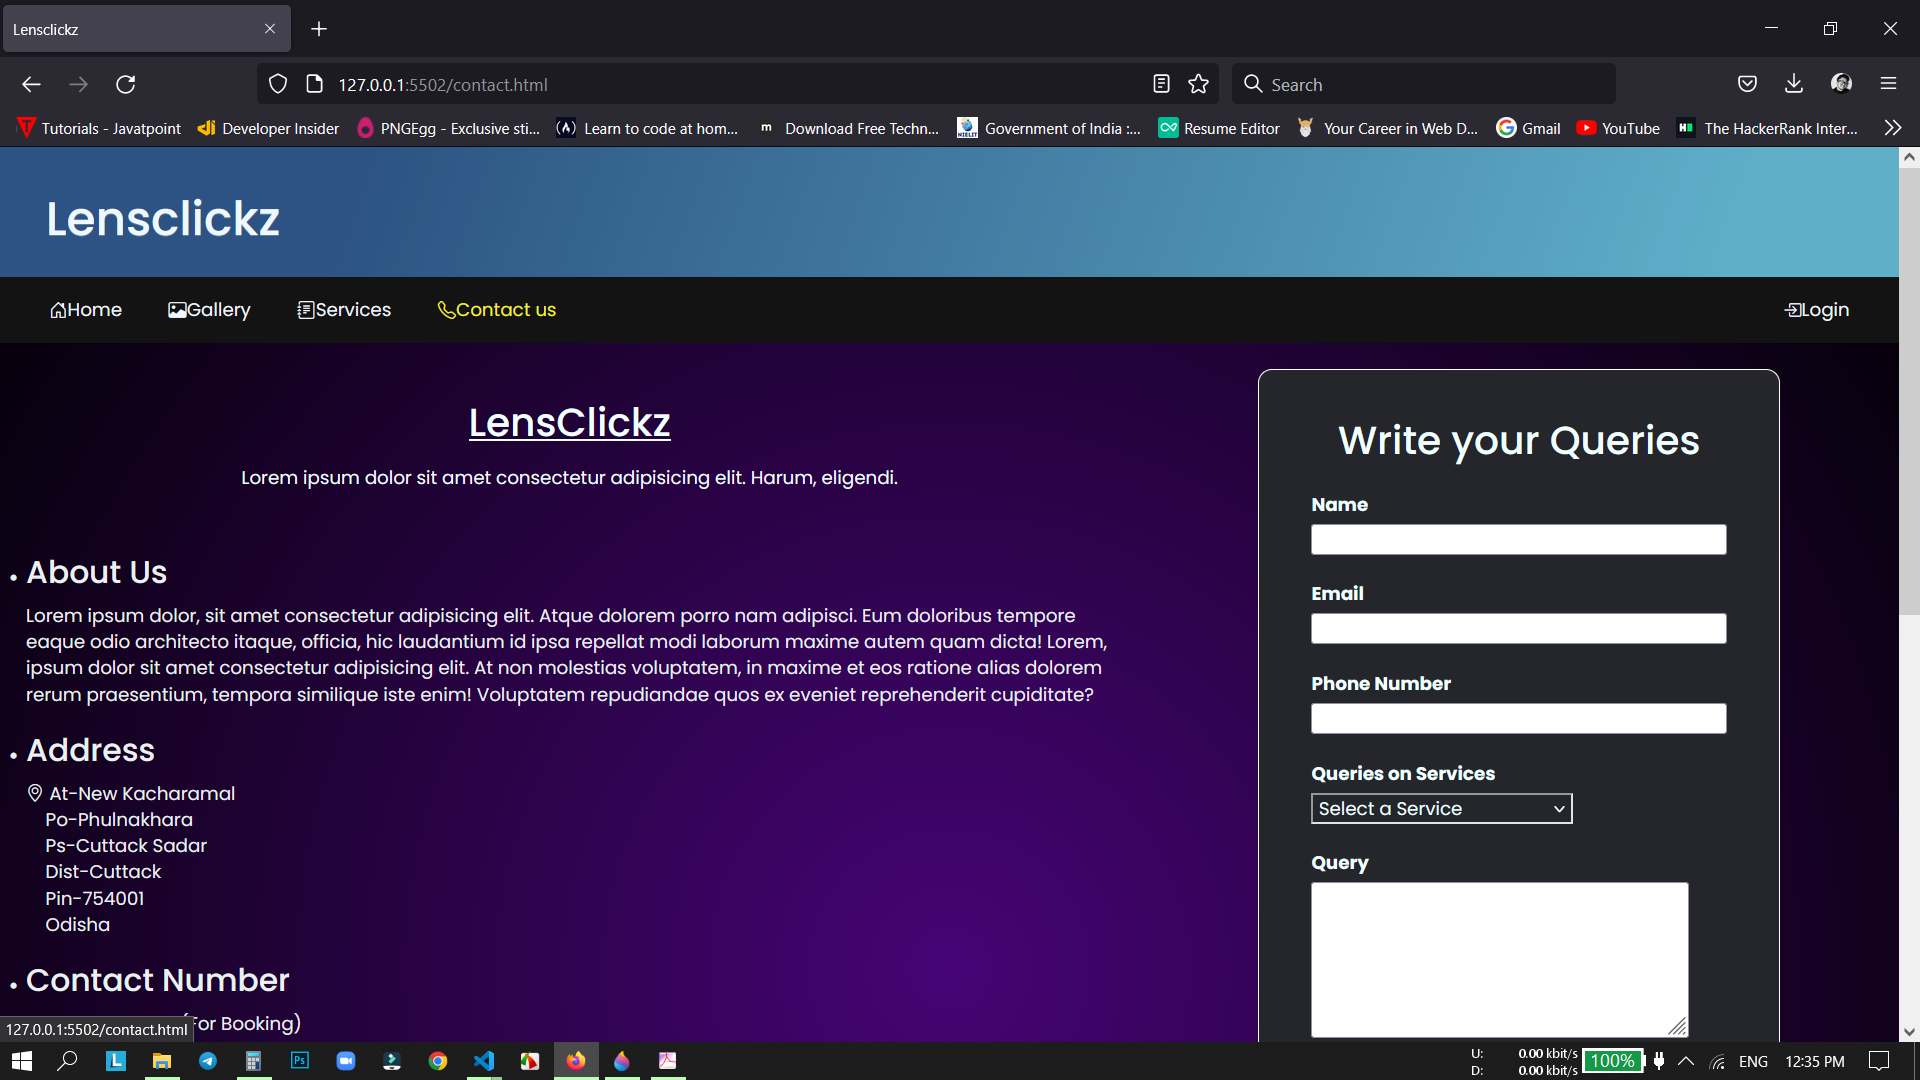 Lensclickz
127.0.0.1:5502/contact.html
Search
Tutorials - Javatpoint
Developer Insider
PNGEgg - Exclusive sti...
Learn to code at hom...
m
Download Free Techn...
NIELIT
Government of India :...
Resume Editor
Your Career in Web D...
Gmail
YouTube
The HackerRank Inter...
Lensclickz
Home
Gallery
Services
Contact us
Login
LensClickz
Lorem ipsum dolor sit amet consectetur adipisicing elit. Harum, eligendi.
About Us
Lorem ipsum dolor, sit amet consectetur adipisicing elit. Atque dolorem porro nam adipisci. Eum doloribus tempore
eaque odio architecto itaque, officia, hic laudantium id ipsa repellat modi laborum maxime autem quam dicta! Lorem,
ipsum dolor sit amet consectetur adipisicing elit. At non molestias voluptatem, in maxime et eos ratione alias dolorem
rerum praesentium, tempora similique iste enim! Voluptatem repudiandae quos ex eveniet reprehenderit cupiditate?
Address
At-New Kacharamal
Po-Phulnakhara
Ps-Cuttack Sadar
Dist-Cuttack
Pin-754001
Odisha
Contact Number
(For Booking)
Write your Queries
Name
Email
Phone Number
Queries on Services
Select a Service
Query
127.0.0.1:5502/contact.html
L
Ps
U: 0.00 kbit/s
D: 0.00 kbit/s
100%
ENG
12:35 PM